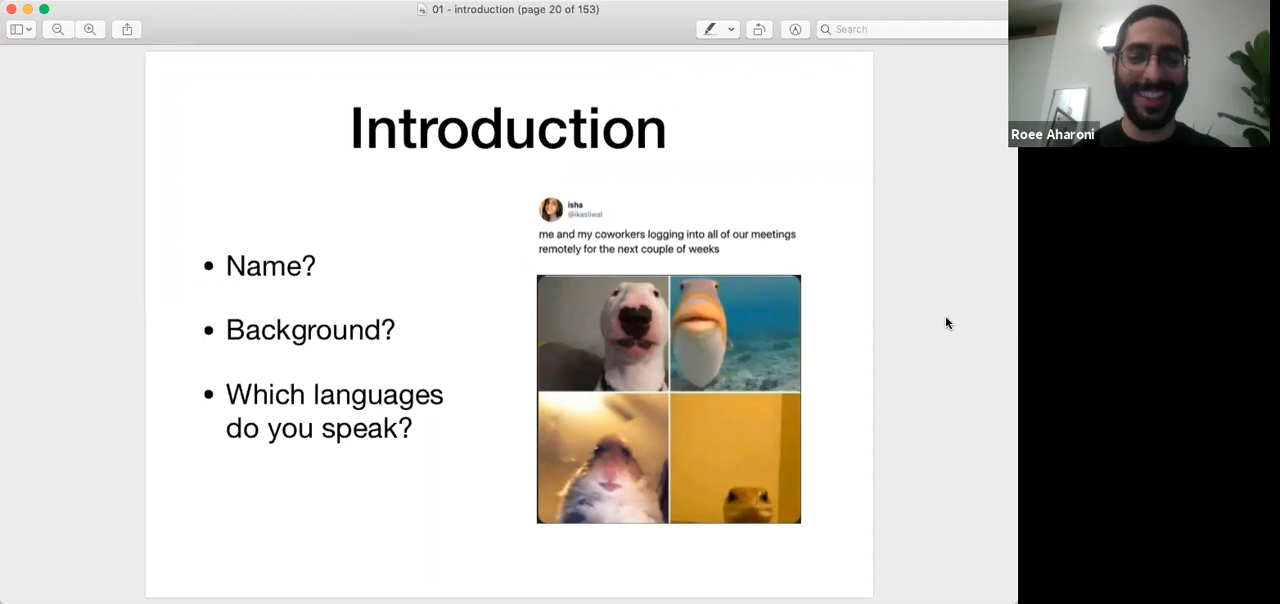 01 - introduction (page 20 of 153)
Search
Introduction
isha
@ikasliwal
me and my coworkers logging into all of our meetings
remotely for the next couple of weeks
• Name?
• Background?
• Which languages
do you speak?
Roee Aharoni